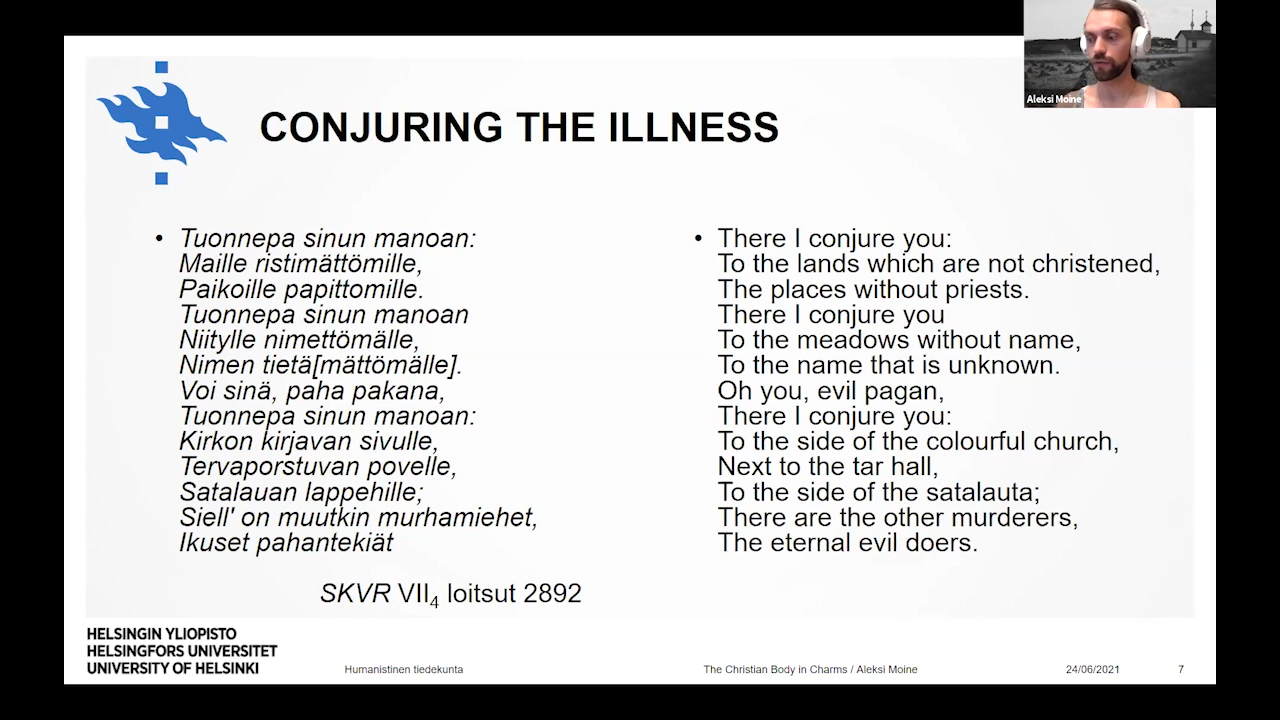 Aleksi Moine
CONJURING THE ILLNESS
• Tuonnepa sinun manoan:
Maille ristimättömille,
Paikoille papittomille.
Tuonnepa sinun manoan
Niitylle nimettömälle,
Nimen tietä[mättömälle].
Voi sinä, paha pakana,
Tuonnepa sinun manoan:
Kirkon kirjavan sivulle,
Tervaporstuvan povelle,
Satalauan lappehille;
Siell' on muutkin murhamiehet,
Ikuset pahantekiät
SKVR VII4 loitsut 2892
• There I conjure you:
To the lands which are not christened,
The places without priests.
There I conjure you
To the meadows without name,
To the name that is unknown.
Oh you, evil pagan,
There I conjure you:
To the side of the colourful church,
Next to the tar hall,
To the side of the satalauta;
There are the other murderers,
The eternal evil doers.
HELSINGIN YLIOPISTO
HELSINGFORS UNIVERSITET
UNIVERSITY OF HELSINKI
Humanistinen tiedekunta
The Christian Body in Charms / Aleksi Moine
24/06/2021
7